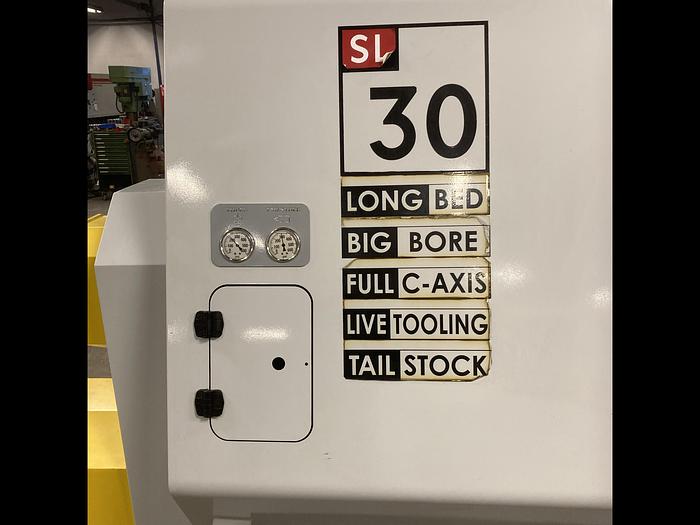 SL
30
LONG BED
BIG BORE
FULL C-AXIS
LIVE TOOLING
TAIL STOCK